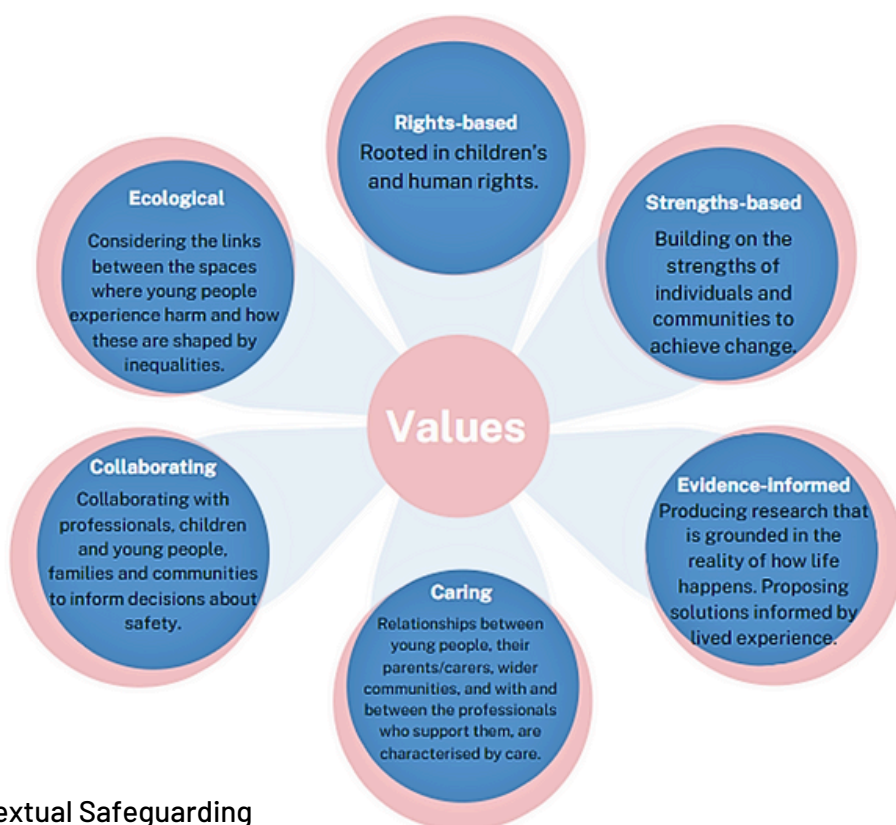 Rights-based
Rooted in children's
and human rights.
Strengths-based
Building on the
strengths of
individuals and
communities to
achieve change.
Evidence-informed
Producing research that
is grounded in the
reality of how life
happens. Proposing
solutions informed by
lived experience.
Caring
Relationships between
young people, their
parents/carers, wider
communities, and with and
between the professionals
who support them, are
characterised by care.
Collaborating
Collaborating with
professionals, children
and young people,
families and communities
to inform decisions about
safety.
Ecological
Considering the links
between the spaces
where young people
experience harm and how
these are shaped by
inequalities.
Values
extual Safeguarding